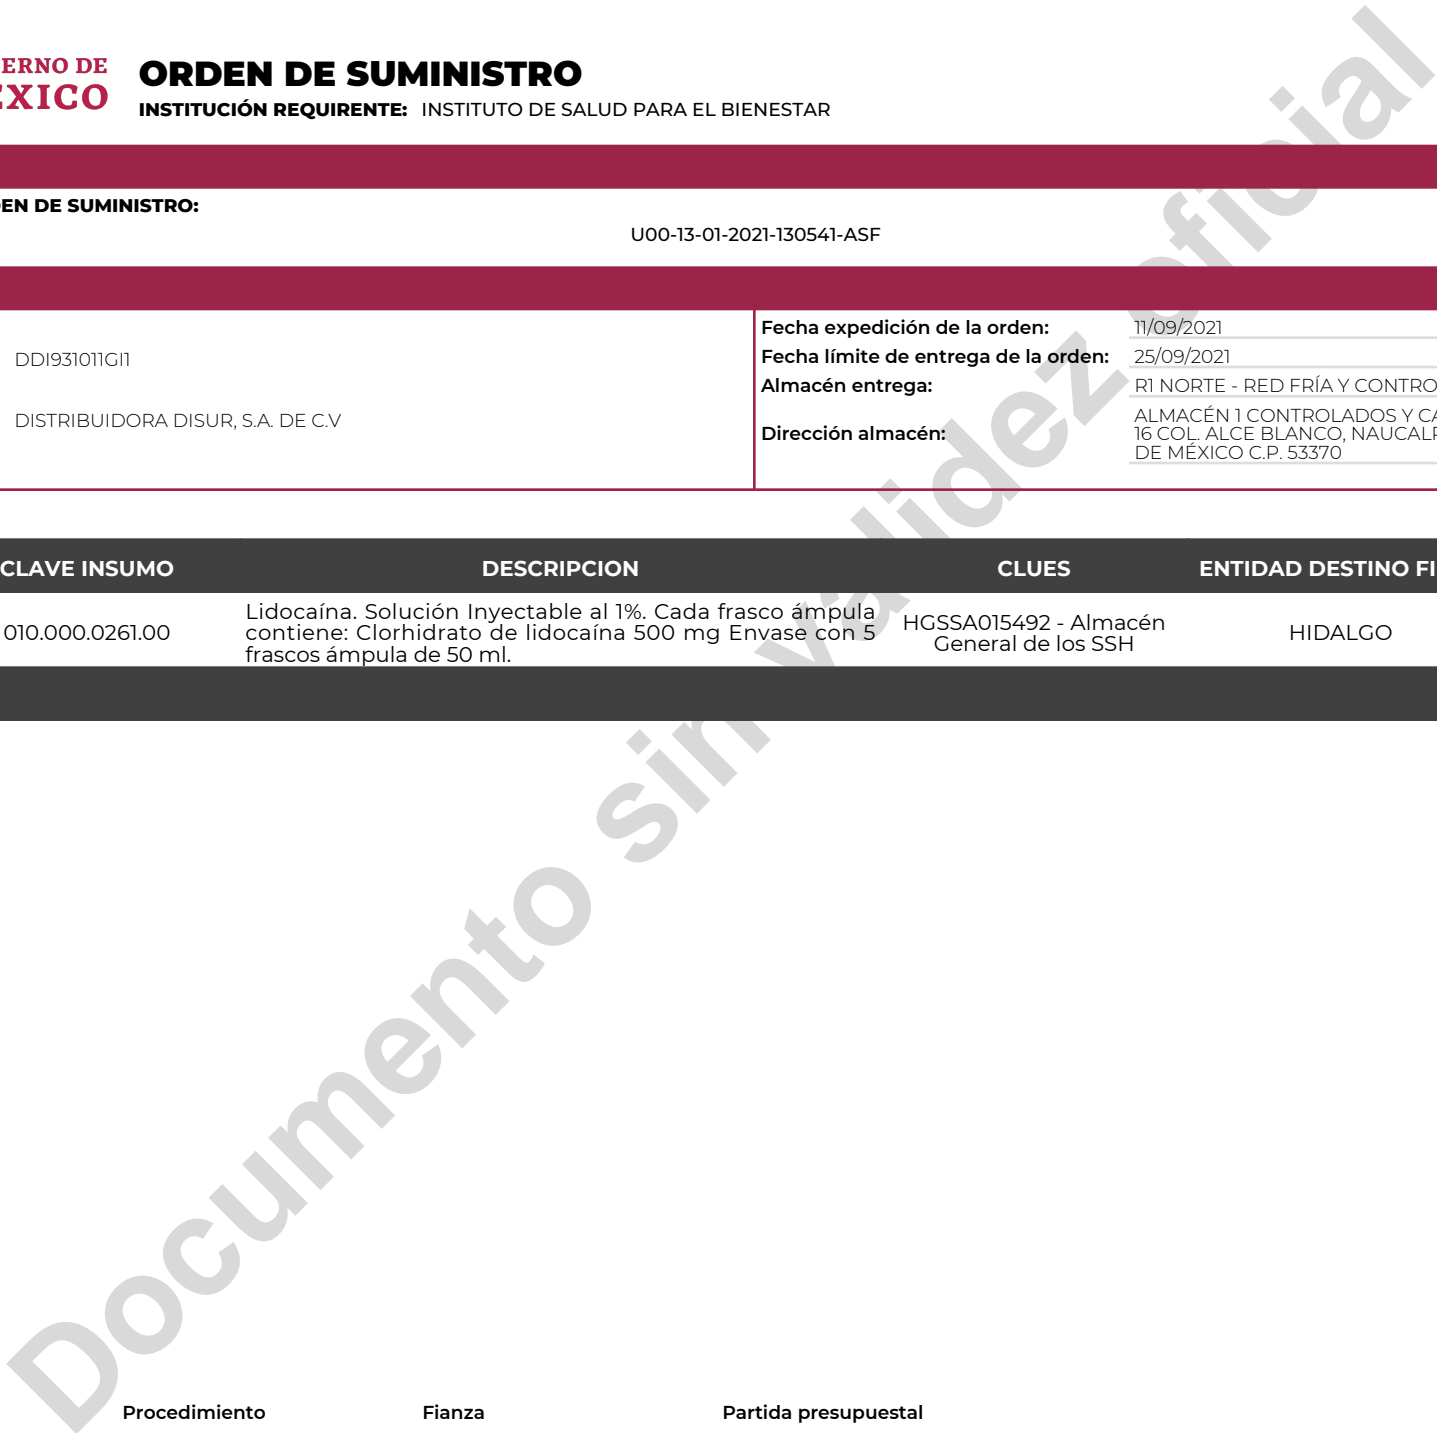 ERNO DE
ÉXICO
ORDEN DE SUMINISTRO
INSTITUCIÓN REQUIRENTE: INSTITUTO DE SALUD PARA EL BIENESTAR
EN DE SUMINISTRO:
U00-13-01-2021-130541-ASF
DDI931011GI1
DISTRIBUIDORA DISUR, S.A. DE C.V
Fecha expedición de la orden: 11/09/2021
Fecha límite de entrega de la orden: 25/09/2021
Almacén entrega: R1 NORTE - RED FRÍA Y CONTRO
Dirección almacén: ALMACÉN 1 CONTROLADOS Y CA
16 COL. ALCE BLANCO, NAUCALP
DE MÉXICO C.P. 53370
CLAVE INSUMO DESCRIPCION CLUES ENTIDAD DESTINO FI
010.000.0261.00
Lidocaína. Solución Inyectable al 1%. Cada frasco ámpula
contiene: Clorhidrato de lidocaína 500 mg Envase con 5
frascos ámpula de 50 ml.
HGSSA015492 - Almacén
General de los SSH
HIDALGO
Documento sin validez oficial
Procedimiento Fianza Partida presupuestal